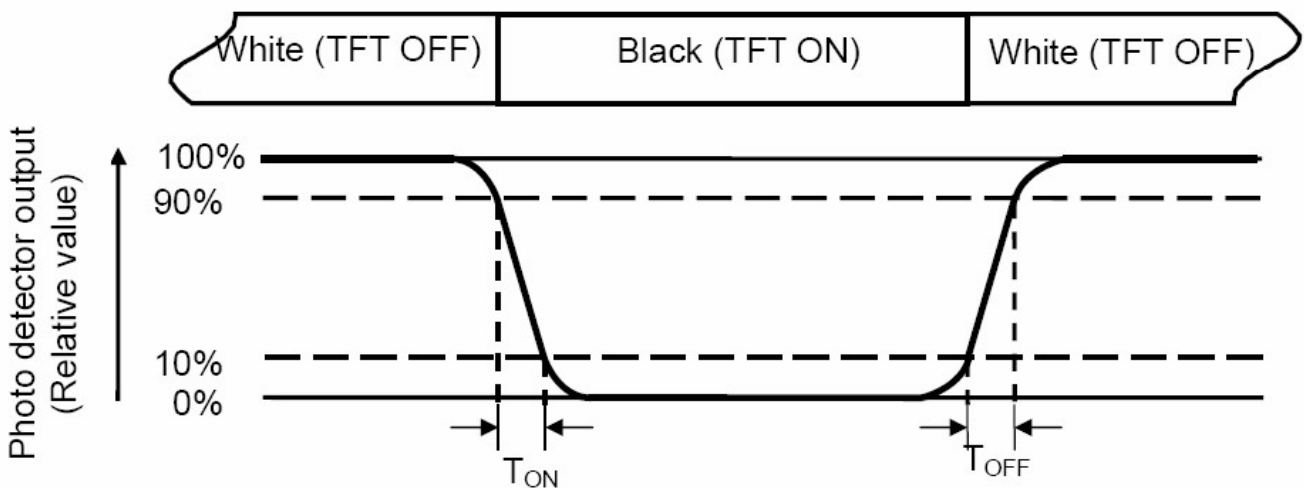 White (TFT OFF)
Black (TFT ON)
White (TFT OFF)
Photo detector output
(Relative value)
100%
90%
10%
0%
TON
TOFF